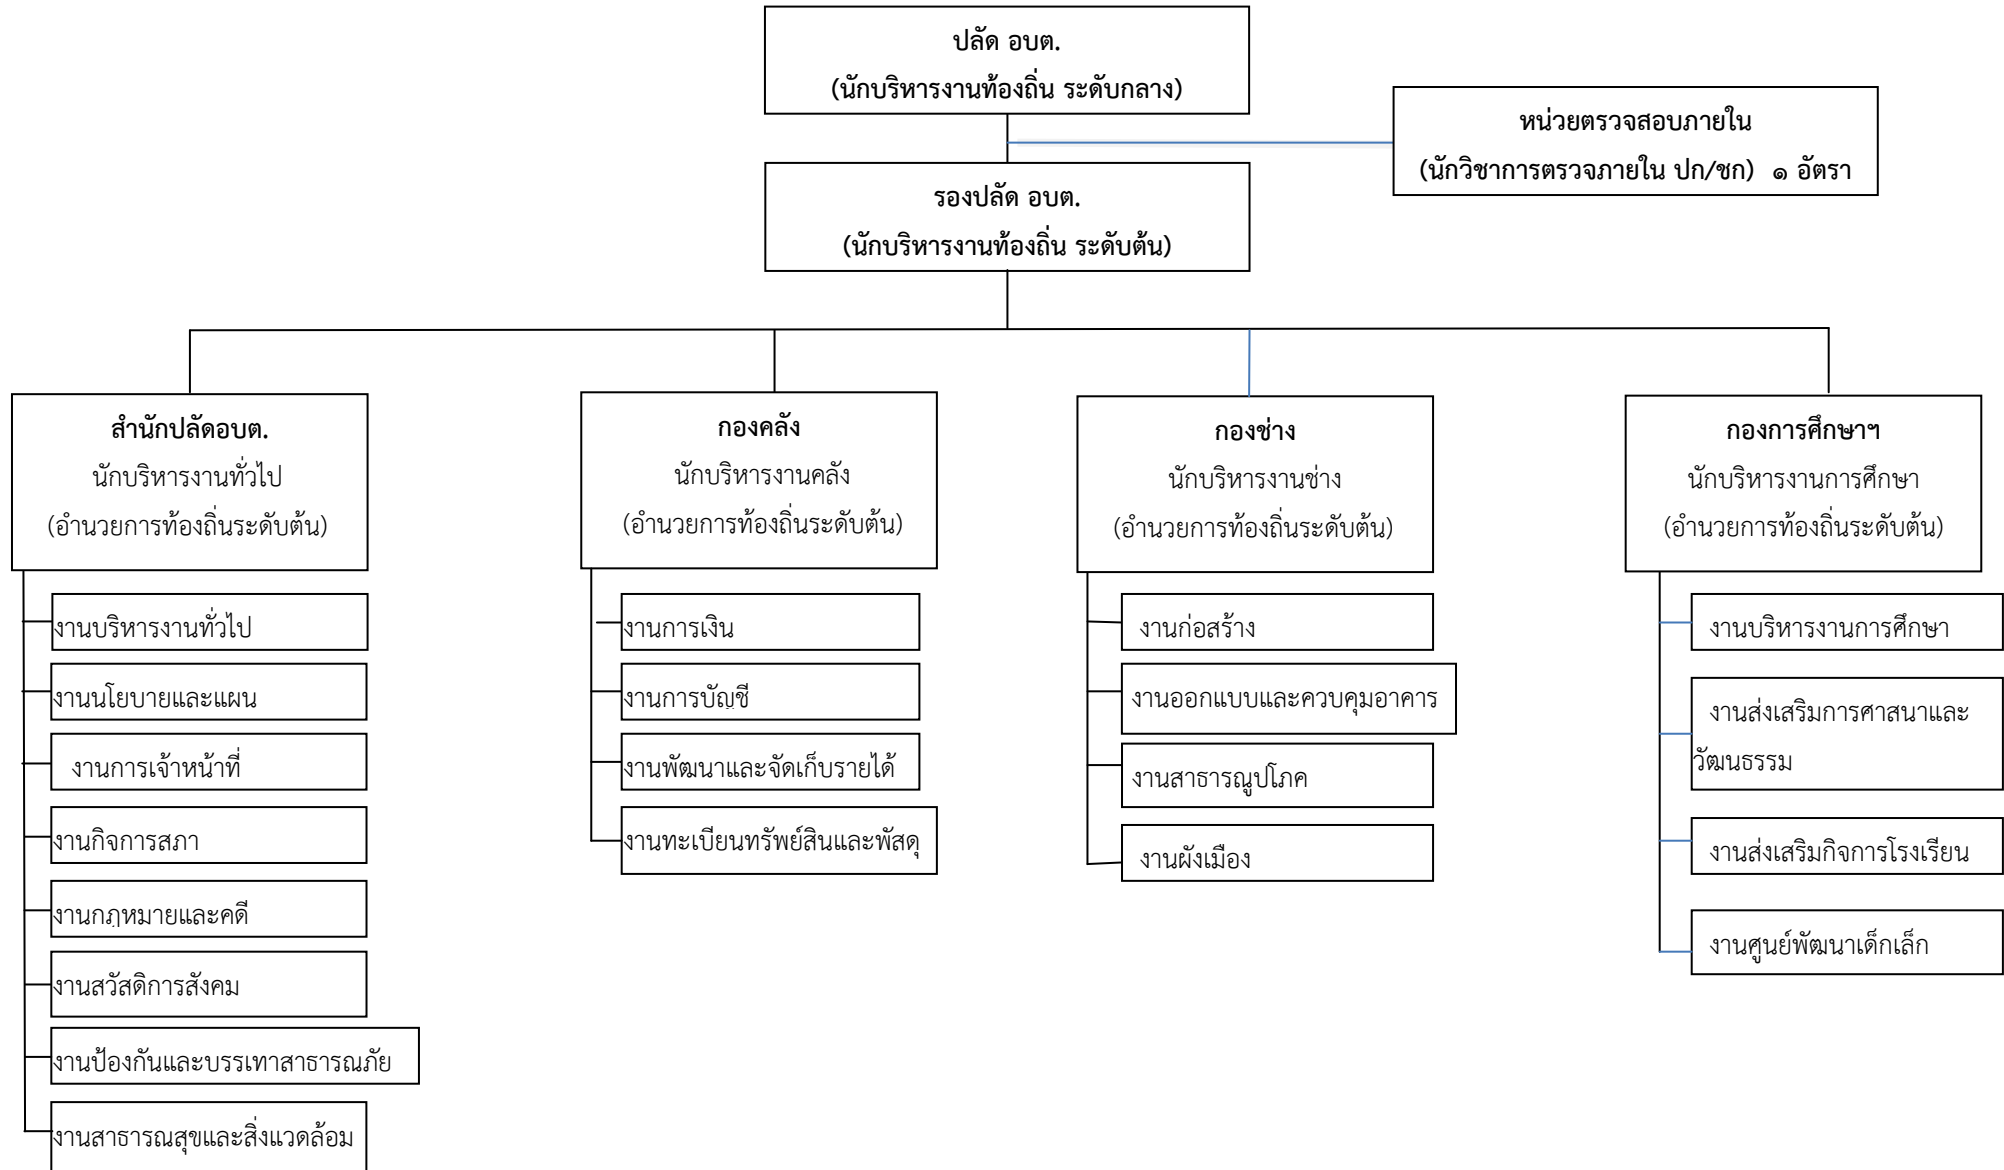 ปลัด อบต.
(นักบริหารงานท้องถิ่น ระดับกลาง)
หน่วยตรวจสอบภายใน
(นักวิชาการตรวจภายใน ปก/ชก) ๑ อัตรา
รองปลัด อบต.
(นักบริหารงานท้องถิ่น ระดับต้น)
สำนักปลัดอบต.
นักบริหารงานทั่วไป
(อำนวยการท้องถิ่นระดับต้น)
งานบริหารงานทั่วไป
งานนโยบายและแผน
งานการเจ้าหน้าที่
งานกิจการสภา
งานกฎหมายและคดี
งานสวัสดิการสังคม
งานป้องกันและบรรเทาสาธารณภัย
งานสาธารณสุขและสิ่งแวดล้อม
กองคลัง
นักบริหารงานคลัง
(อำนวยการท้องถิ่นระดับต้น)
งานการเงิน
งานการบัญชี
งานพัฒนาและจัดเก็บรายได้
งานทะเบียนทรัพย์สินและพัสดุ
กองช่าง
นักบริหารงานช่าง
(อำนวยการท้องถิ่นระดับต้น)
งานก่อสร้าง
งานออกแบบและควบคุมอาคาร
งานสาธารณูปโภค
งานผังเมือง
กองการศึกษาฯ
นักบริหารงานการศึกษา
(อำนวยการท้องถิ่นระดับต้น)
งานบริหารงานการศึกษา
งานส่งเสริมการศาสนาและ
วัฒนธรรม
งานส่งเสริมกิจการโรงเรียน
งานศูนย์พัฒนาเด็กเล็ก